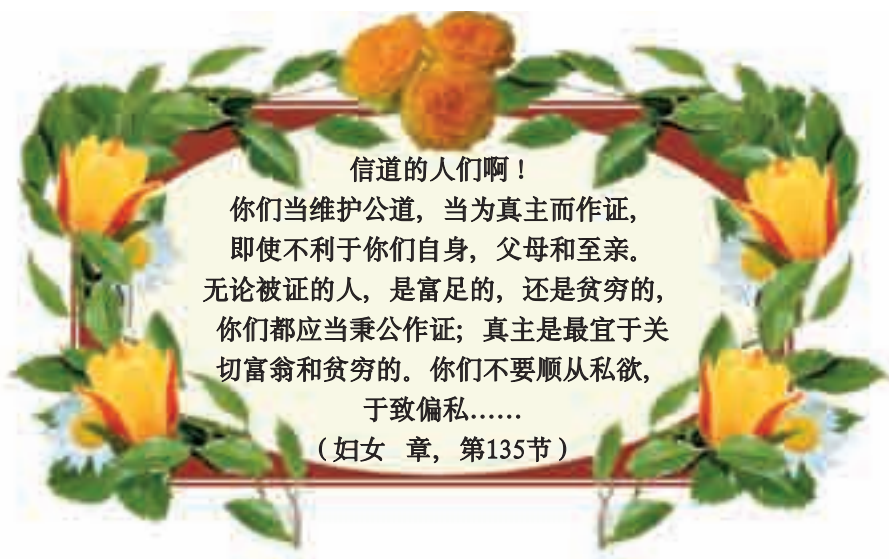 信道的人们啊！
你们当维护公道，当为真主而作证，
即使不利于你们自身，父母和至亲。
无论被证的人，是富足的，还是贫穷的，
你们都应当秉公作证；真主是最宜于关
切富翁和贫穷的。你们不要顺从私欲，
于致偏私……
（妇女 章，第135节）